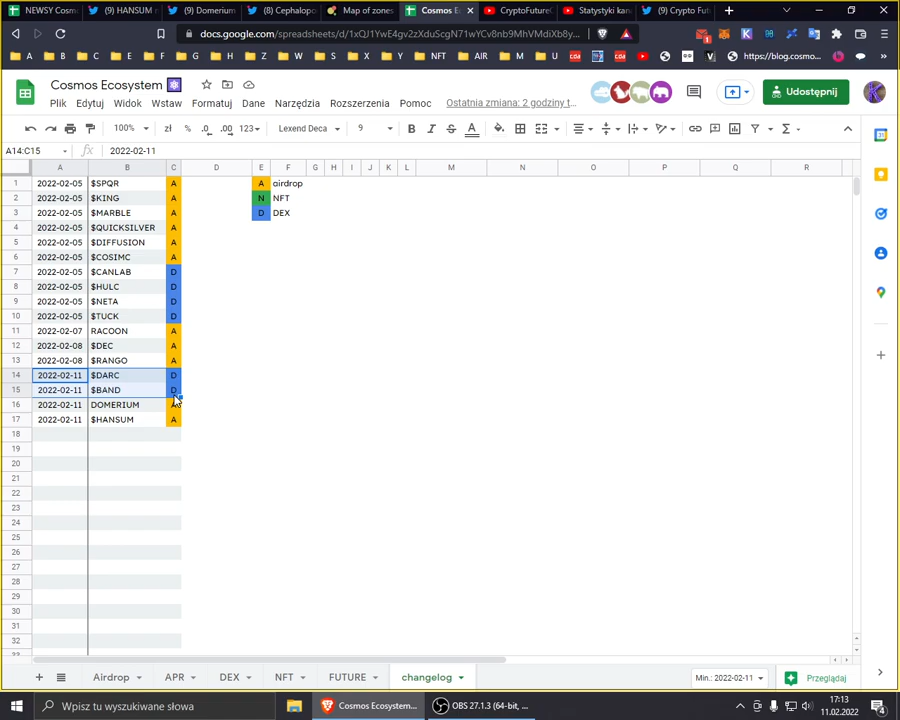 NEWSY Cosm
(9) HANSUM n
(9) Domerium
(8) Cephalopo
Map of zones
Cosmos Ec
CryptoFuture
Statystyki kana
(9) Crypto Fut
docs.google.com/spreadsheets/d/1xQJ1YwE4gv2zXduScgN71wYCv8nb9MhVMdiXb8y...
A B C E F G H Z W S K X Y NFT AIR M U https://blog.cosmo...
Cosmos Ecosystem
Plik Edytuj Widok Wstaw Formatuj Dane Narzędzia Rozszerzenia Pomoc
Ostatnia zmiana: 2 godziny t...
Udostępnij
100% zł % .0 .00 123 Lexend Deca 9 B I S A
A14:C15 fx 2022-02-11
A B C D E F G H I J K L M N O P Q R
1 2022-02-05 $SPQR A A airdrop
2 2022-02-05 $KING A N NFT
3 2022-02-05 $MARBLE A D DEX
4 2022-02-05 $QUICKSILVER A
5 2022-02-05 $DIFFUSION A
6 2022-02-05 $COSIMC A
7 2022-02-05 $CANLAB D
8 2022-02-05 $HULC D
9 2022-02-05 $NETA D
10 2022-02-05 $TUCK D
11 2022-02-07 RACOON A
12 2022-02-08 $DEC A
13 2022-02-08 $RANGO A
14 2022-02-11 $DARC D
15 2022-02-11 $BAND D
16 2022-02-11 DOMERIUM A
17 2022-02-11 $HANSUM A
18
19
20
21
22
23
24
25
26
27
28
29
30
31
32
Airdrop APR DEX NFT FUTURE changelog
Min.: 2022-02-11
Przeglądaj
Wpisz tu wyszukiwane słowa
Cosmos Ecosystem...
OBS 27.1.3 (64-bit, ...
17:13
11.02.2022
4